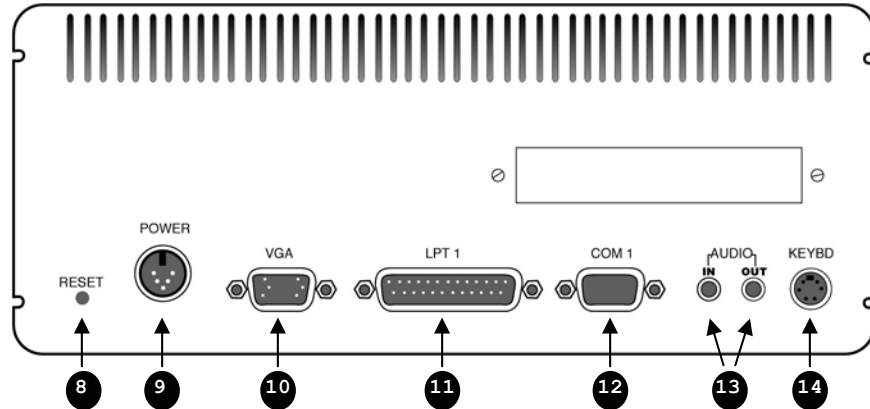 POWER
VGA
LPT 1
COM 1
AUDIO
KEYBD
IN
OUT
RESET
8
9
10
11
12
13
14